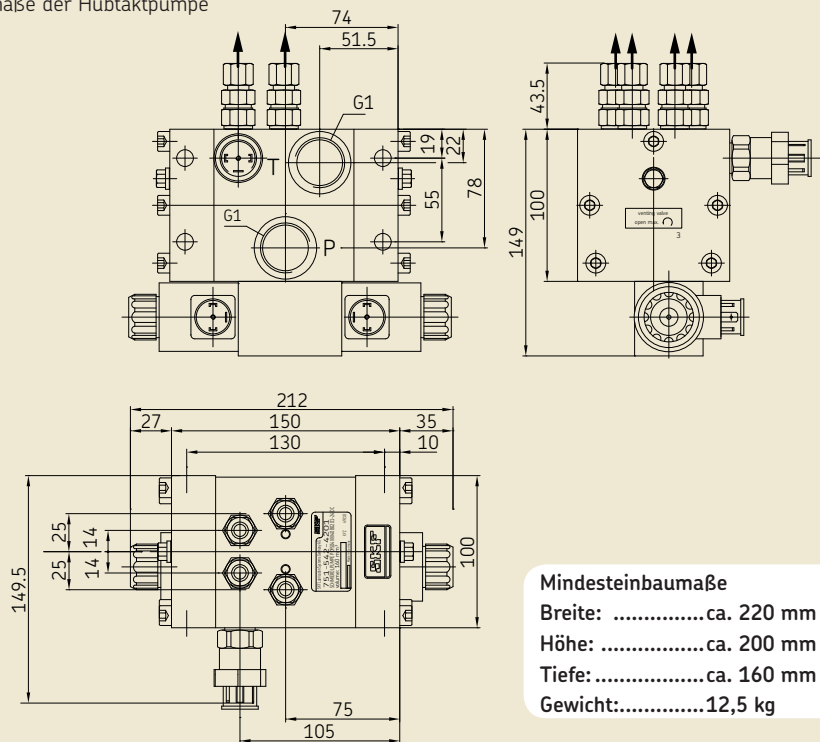 maße der Hubtaktpumpe
74
51.5
G1
19
22
T
55
78
G1
P
43.5
100
149
venting valve
open max.
3
212
27
150
35
130
10
25
14
14
25
149.5
100
751-542-4201
SKF
SKF
75
105
Mindesteinbaumaße
Breite: ...............ca. 220 mm
Höhe: ...............ca. 200 mm
Tiefe: ...............ca. 160 mm
Gewicht:.............12,5 kg